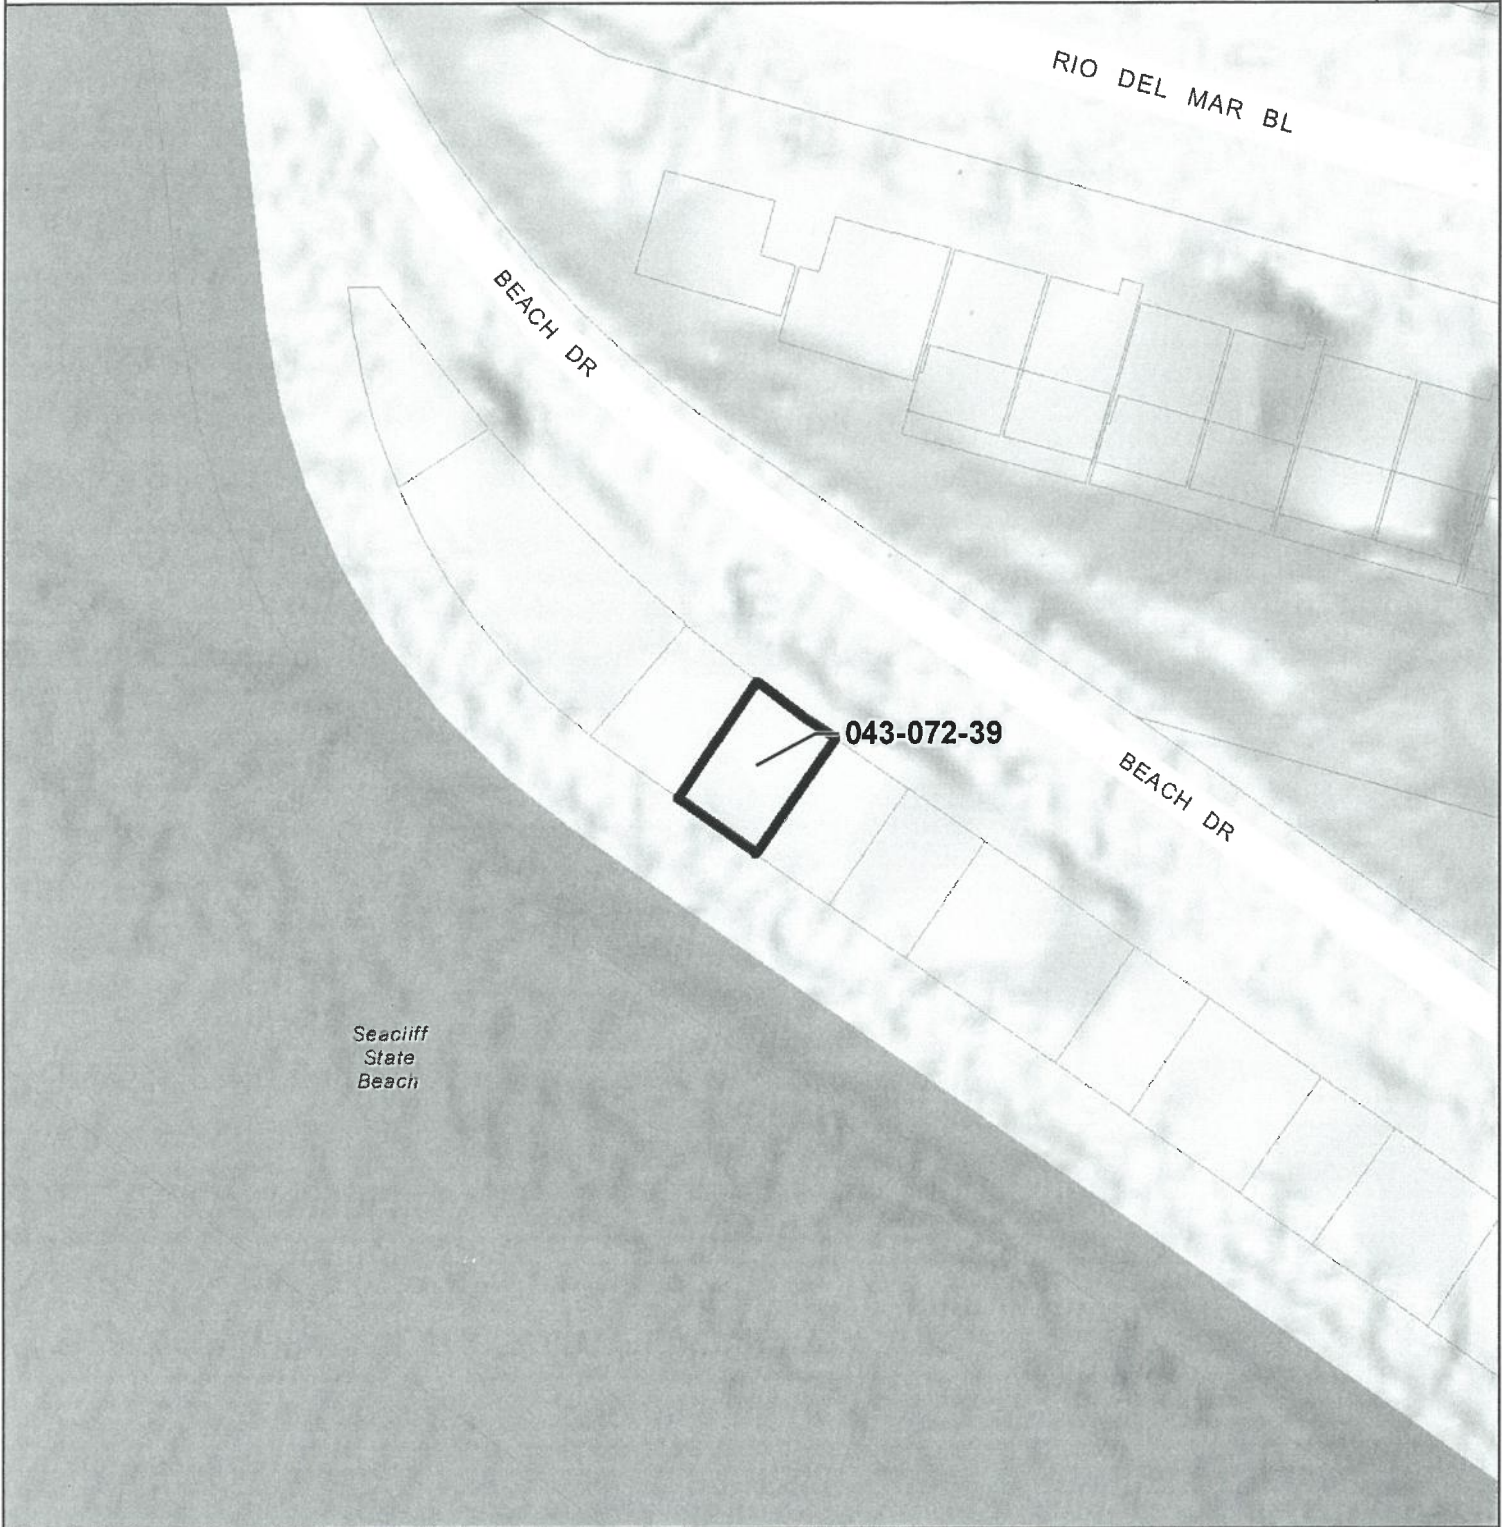 RIO DEL MAR BL
BEACH DR
043-072-39
BEACH DR
Seacliff
State
Beach